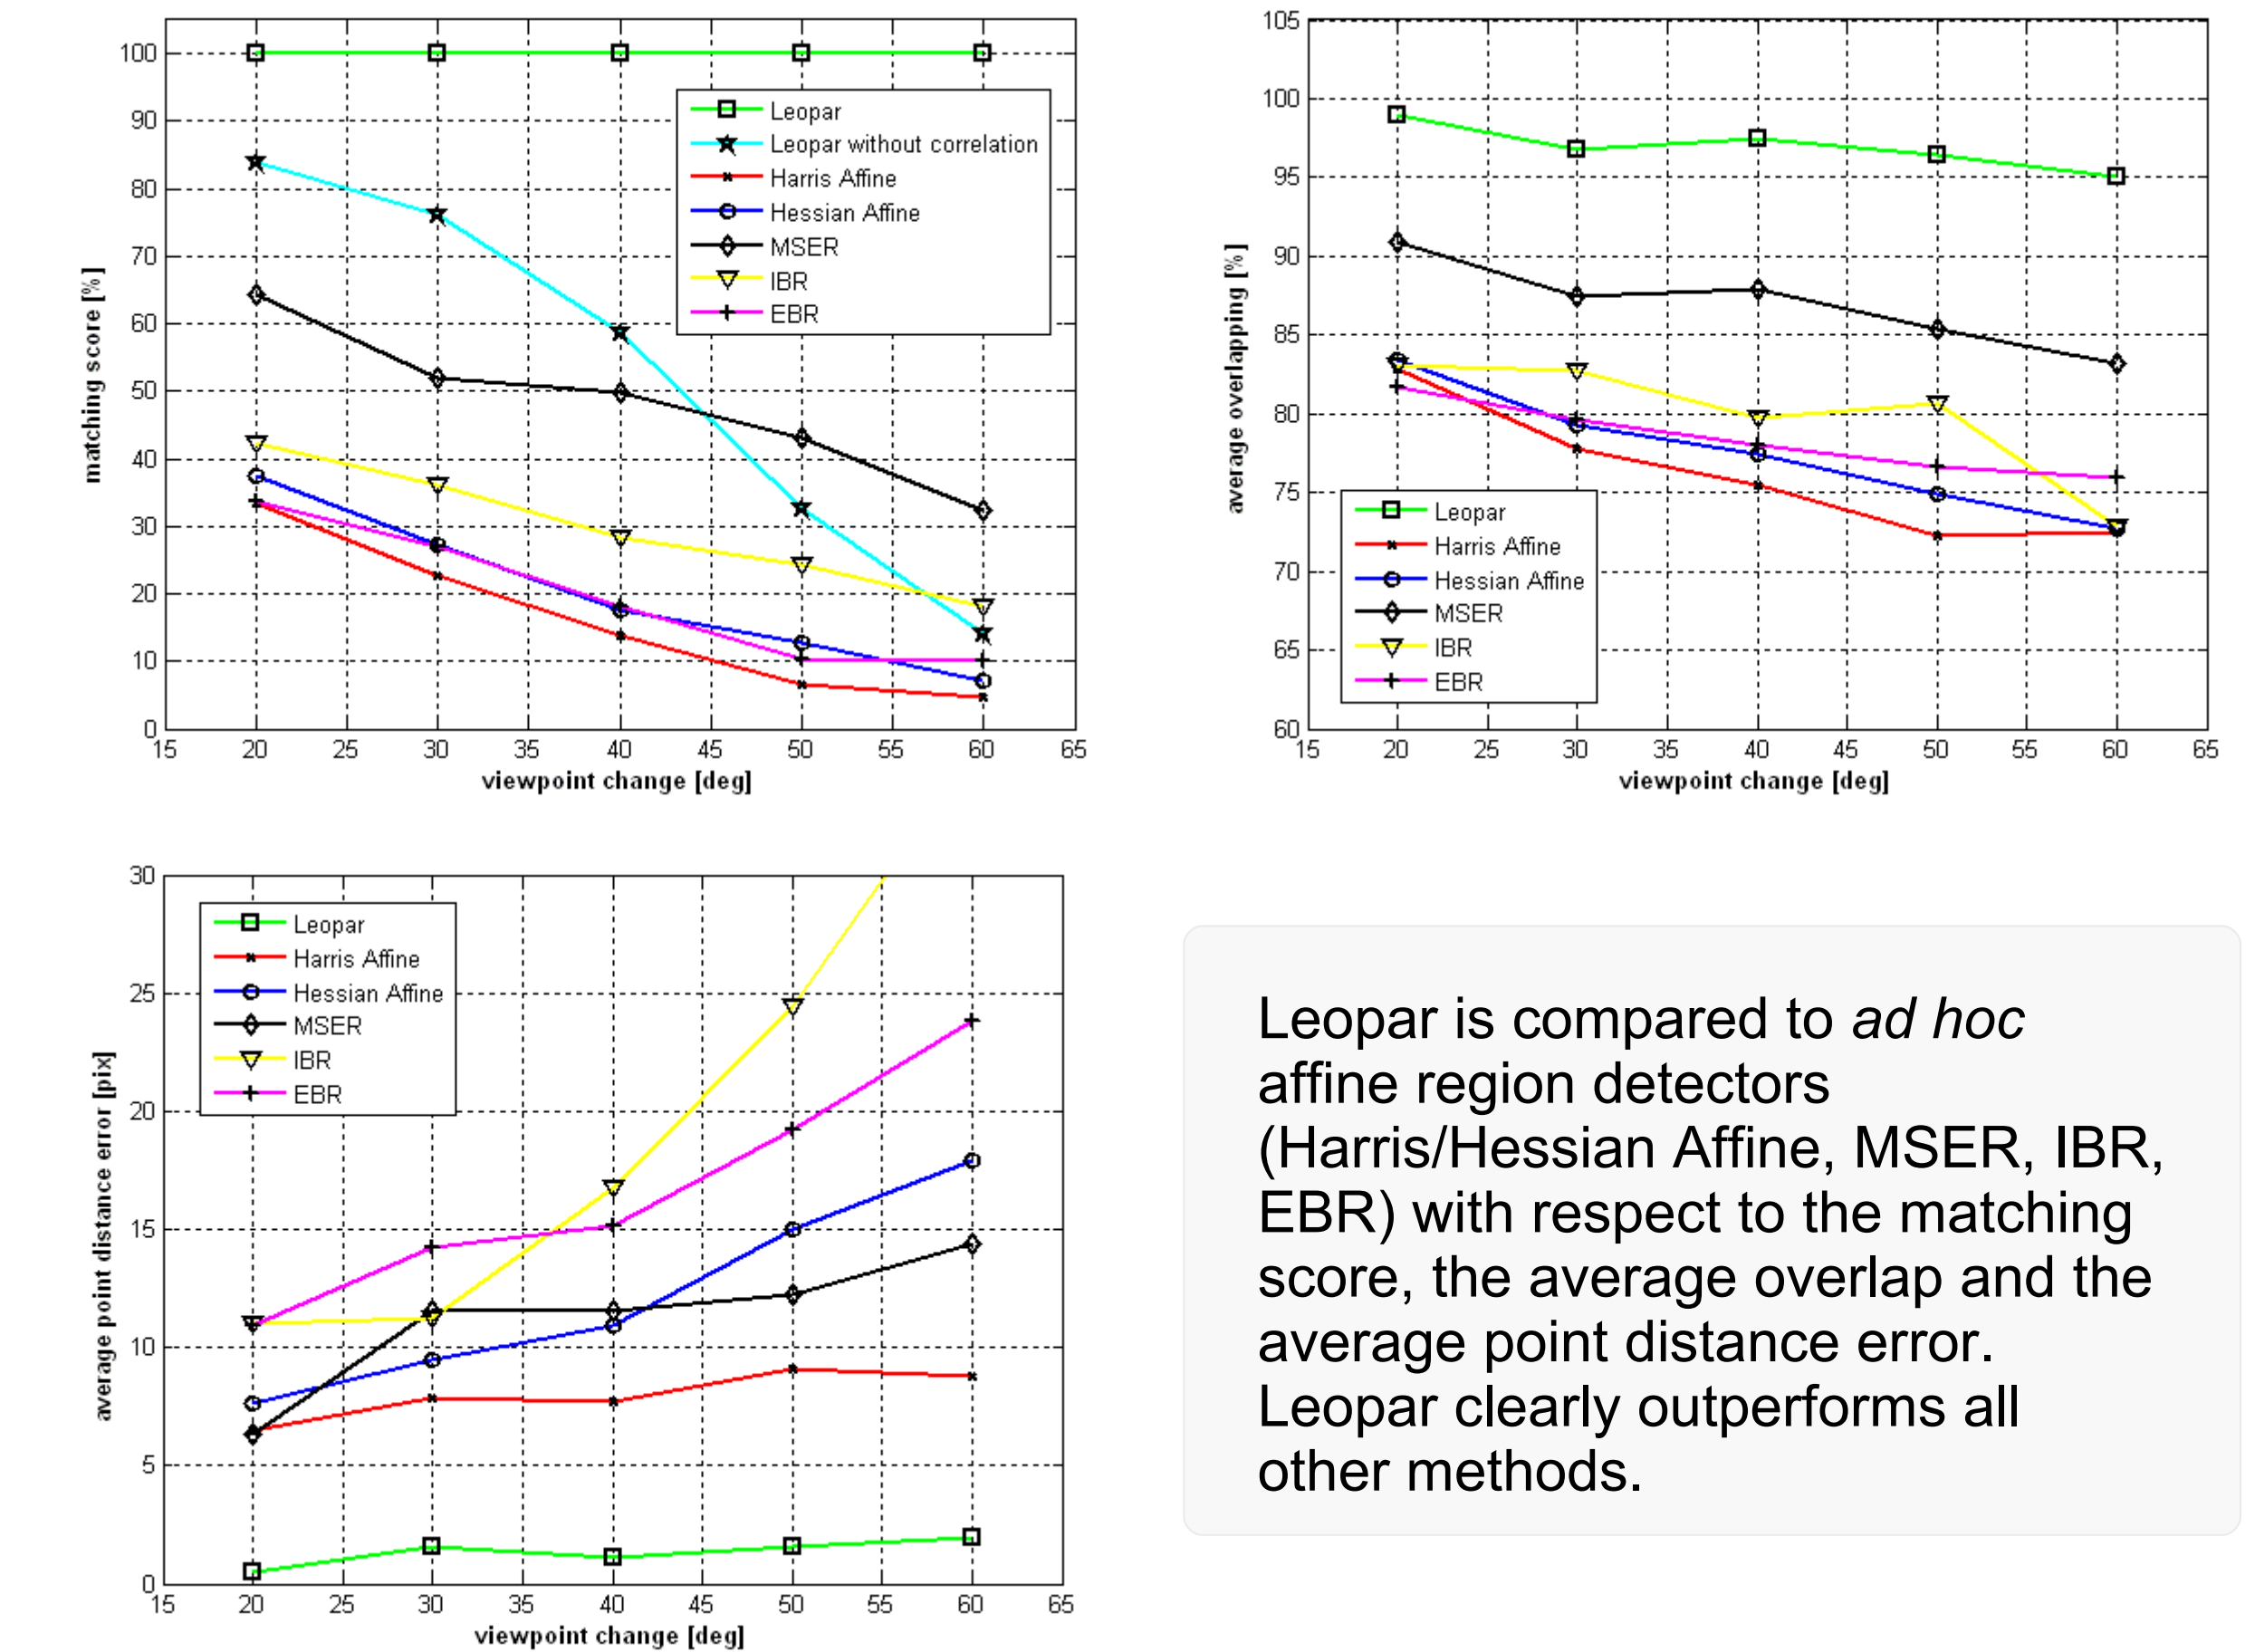 100
90
80
70
60
50
40
30
20
10
0
matching score [%]
Leopar
Leopar without correlation
Harris Affine
Hessian Affine
MSER
IBR
EBR
15 20 25 30 35 40 45 50 55 60 65
viewpoint change [deg]
105
100
95
90
85
80
75
70
65
60
average overlapping [%]
Leopar
Harris Affine
Hessian Affine
MSER
IBR
EBR
15 20 25 30 35 40 45 50 55 60 65
viewpoint change [deg]
30
25
20
15
10
5
0
average point distance error [pix]
Leopar
Harris Affine
Hessian Affine
MSER
IBR
EBR
15 20 25 30 35 40 45 50 55 60 65
viewpoint change [deg]
Leopar is compared to ad hoc
affine region detectors
(Harris/Hessian Affine, MSER, IBR,
EBR) with respect to the matching
score, the average overlap and the
average point distance error.
Leopar clearly outperforms all
other methods.